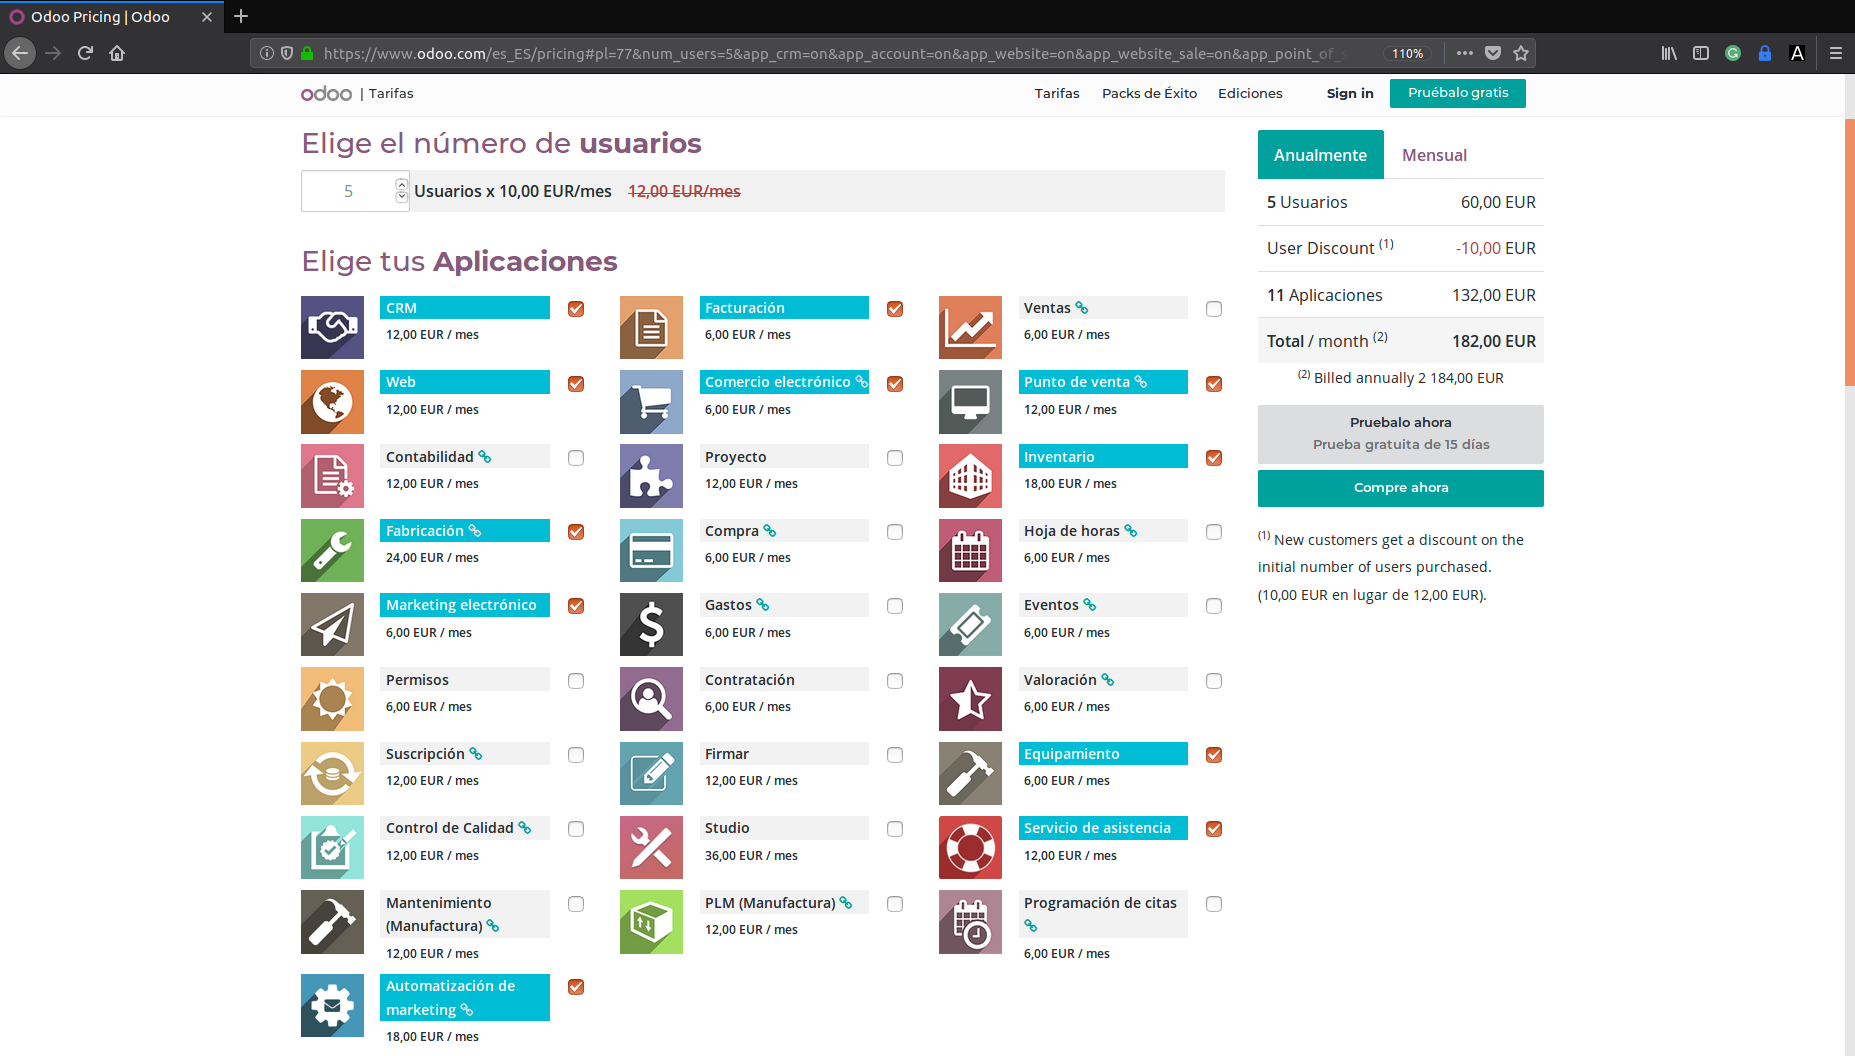 Odoo Pricing | Odoo
https://www.odoo.com/es_ES/pricing#pl=77&num_users=5&app_crm=on&app_account=on&app_website=on&app_website_sale=on&app_point_of_
110%
odoo | Tarifas
Tarifas
Packs de Éxito
Ediciones
Sign in
Pruébalo gratis
Elige el número de usuarios
5
Usuarios x 10,00 EUR/mes 12,00 EUR/mes
Elige tus Aplicaciones
CRM
12,00 EUR / mes
Facturación
6,00 EUR / mes
Ventas
6,00 EUR / mes
Web
12,00 EUR / mes
Comercio electrónico
6,00 EUR / mes
Punto de venta
12,00 EUR / mes
Contabilidad
12,00 EUR / mes
Proyecto
12,00 EUR / mes
Inventario
18,00 EUR / mes
Fabricación
24,00 EUR / mes
Compra
6,00 EUR / mes
Hoja de horas
6,00 EUR / mes
Marketing electrónico
6,00 EUR / mes
Gastos
6,00 EUR / mes
Eventos
6,00 EUR / mes
Permisos
6,00 EUR / mes
Contratación
6,00 EUR / mes
Valoración
6,00 EUR / mes
Suscripción
12,00 EUR / mes
Firmar
12,00 EUR / mes
Equipamiento
6,00 EUR / mes
Control de Calidad
12,00 EUR / mes
Studio
36,00 EUR / mes
Servicio de asistencia
12,00 EUR / mes
Mantenimiento
(Manufactura)
12,00 EUR / mes
PLM (Manufactura)
12,00 EUR / mes
Programación de citas
6,00 EUR / mes
Automatización de
marketing
18,00 EUR / mes
Anualmente
Mensual
5 Usuarios 60,00 EUR
User Discount (1) -10,00 EUR
11 Aplicaciones 132,00 EUR
Total / month (2) 182,00 EUR
(2) Billed annually 2 184,00 EUR
Pruebalo ahora
Prueba gratuita de 15 días
Compre ahora
(1) New customers get a discount on the
initial number of users purchased.
(10,00 EUR en lugar de 12,00 EUR).